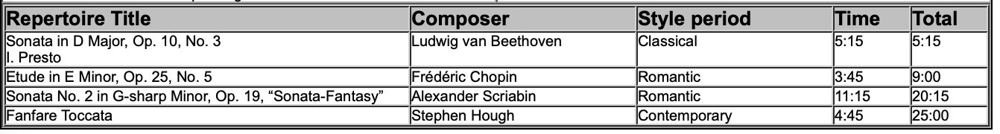 Repertoire Title Composer Style period Time Total
Sonata in D Major, Op. 10, No. 3 Ludwig van Beethoven Classical 5:15 5:15
I. Presto
Etude in E Minor, Op. 25, No. 5 Frédéric Chopin Romantic 3:45 9:00
Sonata No. 2 in G-sharp Minor, Op. 19, “Sonata-Fantasy” Alexander Scriabin Romantic 11:15 20:15
Fanfare Toccata Stephen Hough Contemporary 4:45 25:00